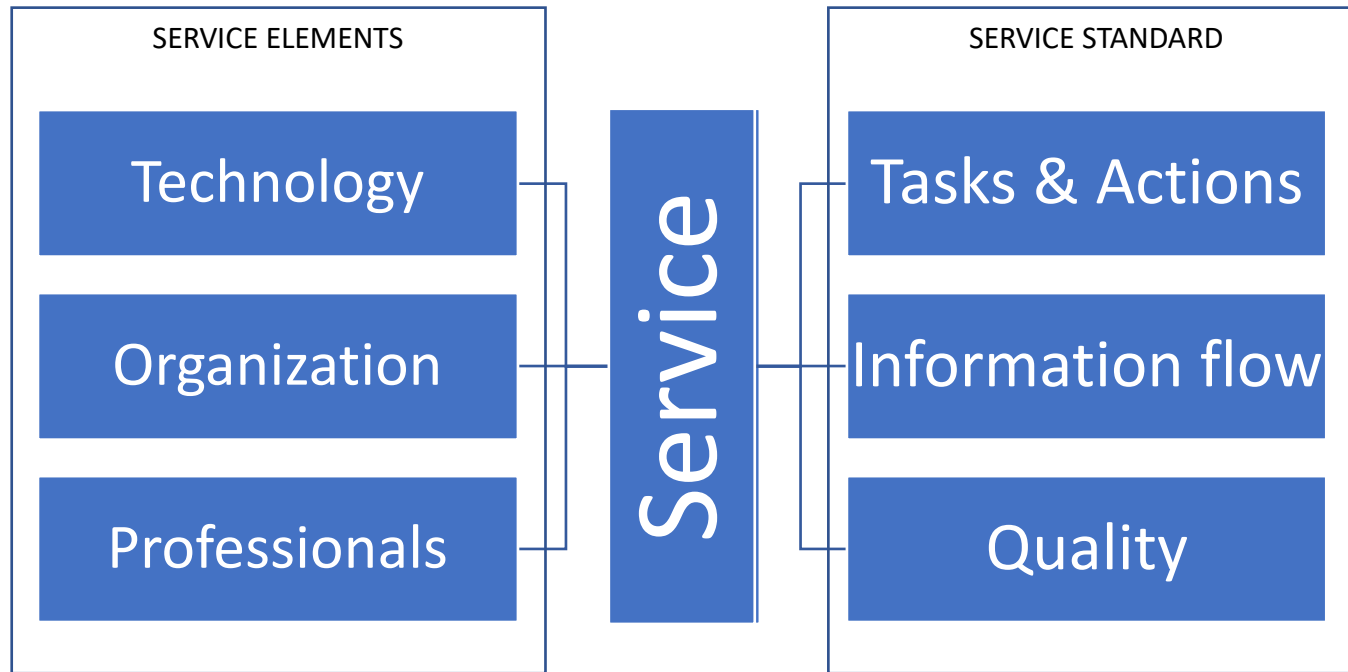 SERVICE ELEMENTS
Technology
Organization
Professionals
Service
SERVICE STANDARD
Tasks & Actions
Information flow
Quality